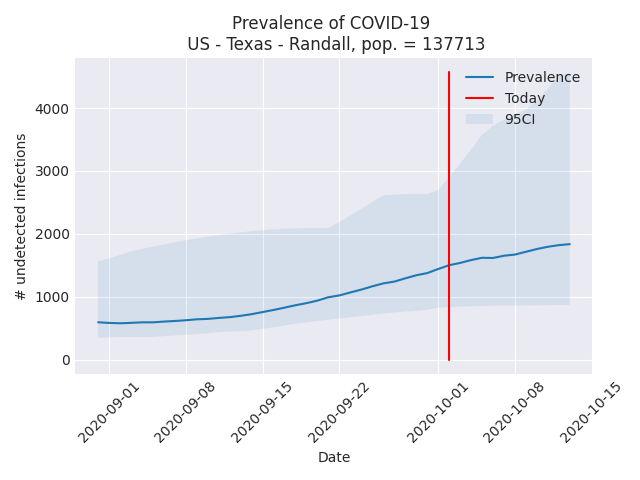 Prevalence of COVID-19
US - Texas - Randall, pop. = 137713
Prevalence
Today
95CI
# undetected infections
4000
3000
2000
1000
0
2020-09-01
2020-09-08
2020-09-15
2020-09-22
2020-10-01
2020-10-08
2020-10-15
Date